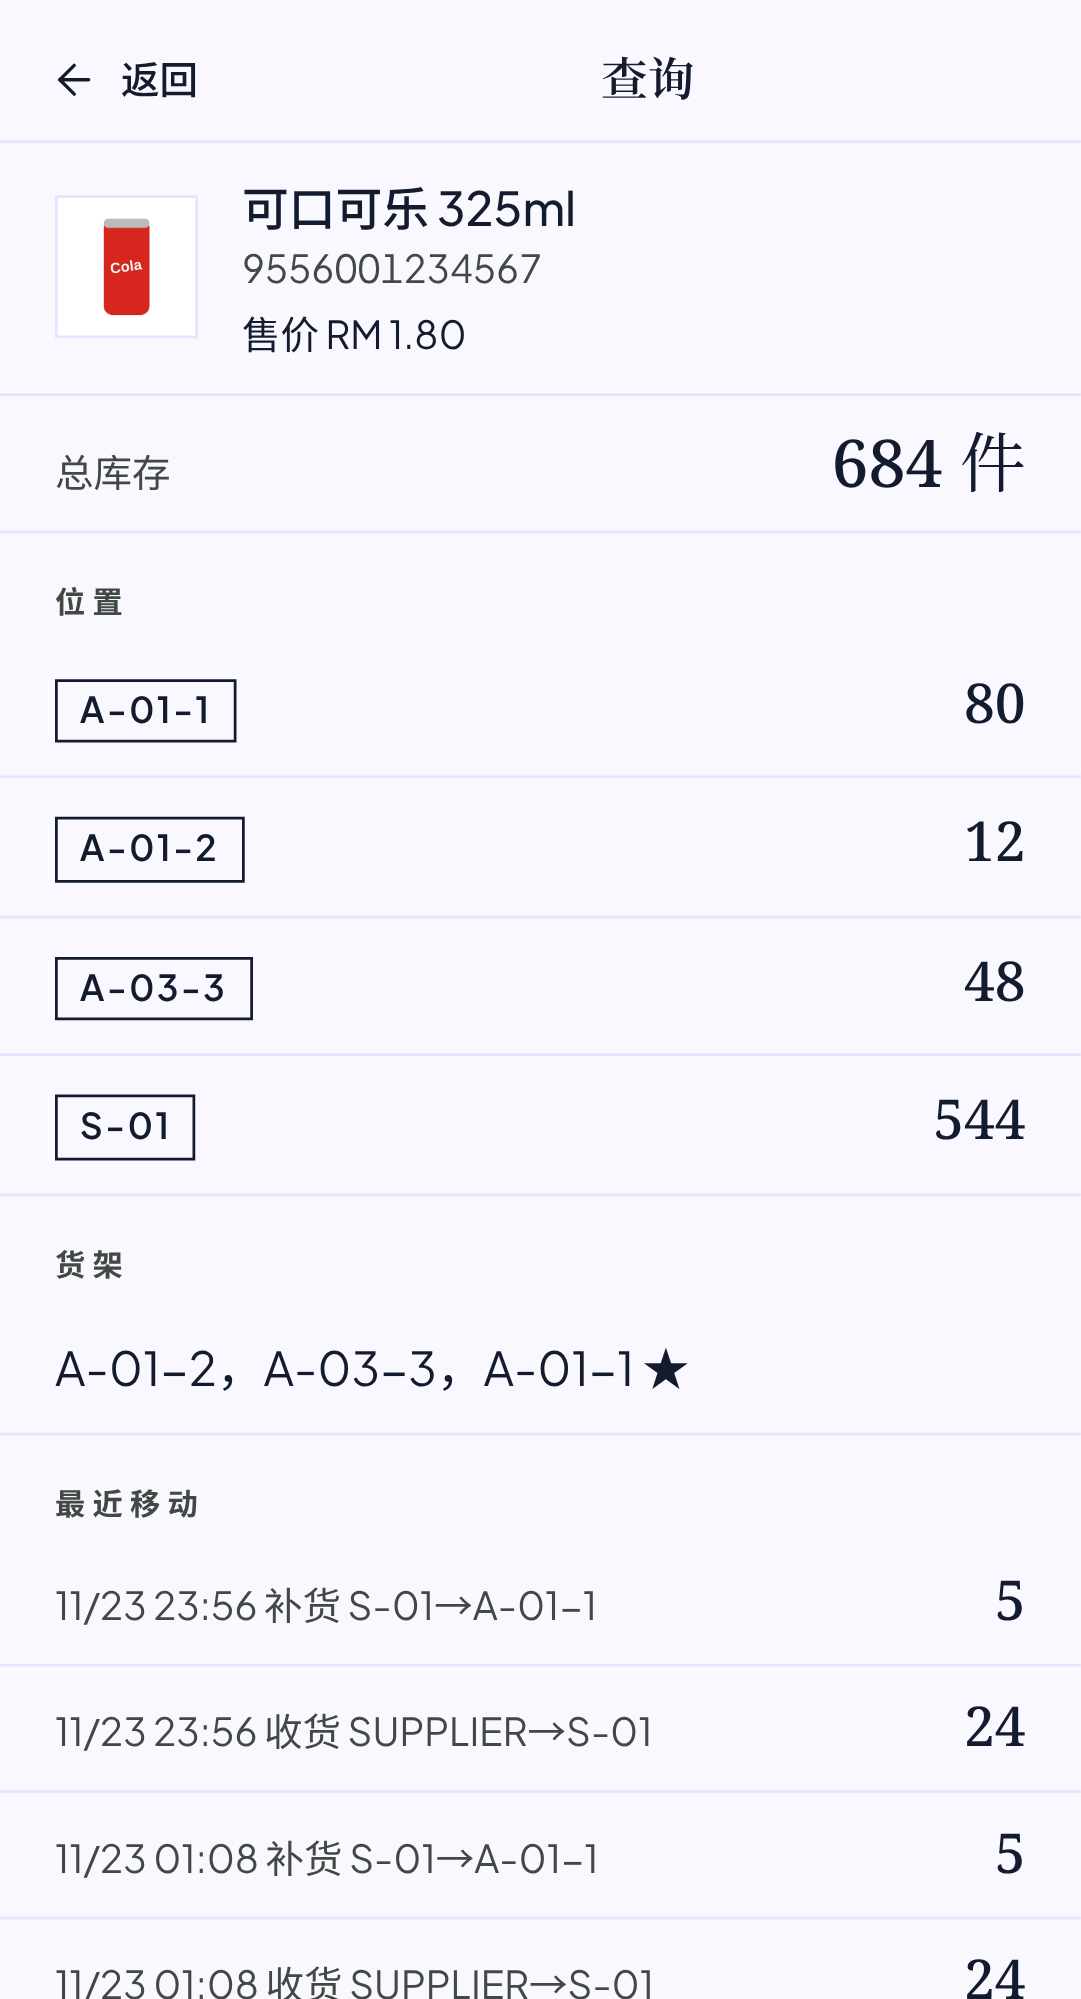 ← 返回
查询
Cola
可口可乐 325ml
9556001234567
售价 RM 1.80
总库存
684 件
位置
A-01-1
80
A-01-2
12
A-03-3
48
S-01
544
货架
A-01-2，A-03-3，A-01-1 ★
最近移动
11/23 23:56 补货 S-01→A-01-1
5
11/23 23:56 收货 SUPPLIER→S-01
24
11/23 01:08 补货 S-01→A-01-1
5
11/23 01:08 收货 SUPPLIER→S-01
24